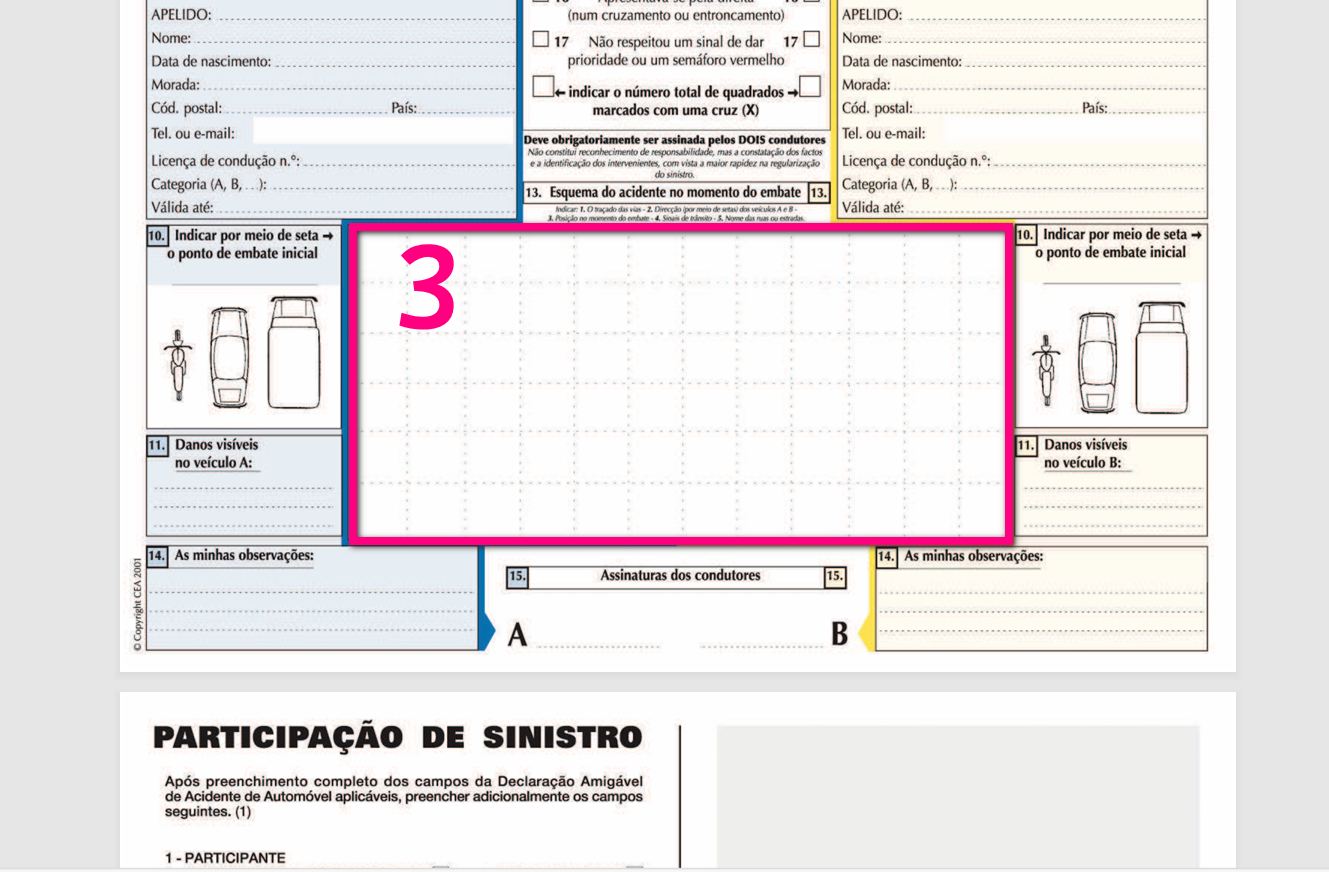 APELIDO:
Nome:
Data de nascimento:
Morada:
Cód. postal: País:
Tel. ou e-mail:
Licença de condução n.º:
Categoria (A, B, ...):
Válida até:
(num cruzamento ou entroncamento)
17 Não respeitou um sinal de dar 17
prioridade ou um semáforo vermelho
← indicar o número total de quadrados →
marcados com uma cruz (X)
Deve obrigatoriamente ser assinada pelos DOIS condutores
Não constitui reconhecimento de responsabilidade, mas a constatação dos factos
e a identificação dos intervenientes, com vista a maior rapidez na regularização
do sinistro.
13. Esquema do acidente no momento do embate 13.
Indicar: 1. O traçado das vias - 2. Direcção (por meio de setas) dos veículos A e B -
3. Posição no momento do embate - 4. Sinais de trânsito - 5. Nome das ruas ou estradas.
APELIDO:
Nome:
Data de nascimento:
Morada:
Cód. postal: País:
Tel. ou e-mail:
Licença de condução n.º:
Categoria (A, B, ...):
Válida até:
10. Indicar por meio de seta →
o ponto de embate inicial
3
10. Indicar por meio de seta →
o ponto de embate inicial
11. Danos visíveis
no veículo A:
11. Danos visíveis
no veículo B:
14. As minhas observações:
15. Assinaturas dos condutores 15.
A B
14. As minhas observações:
© Copyright CEA 2001
PARTICIPAÇÃO DE SINISTRO
Após preenchimento completo dos campos da Declaração Amigável
de Acidente de Automóvel aplicáveis, preencher adicionalmente os campos
seguintes. (1)
1 - PARTICIPANTE